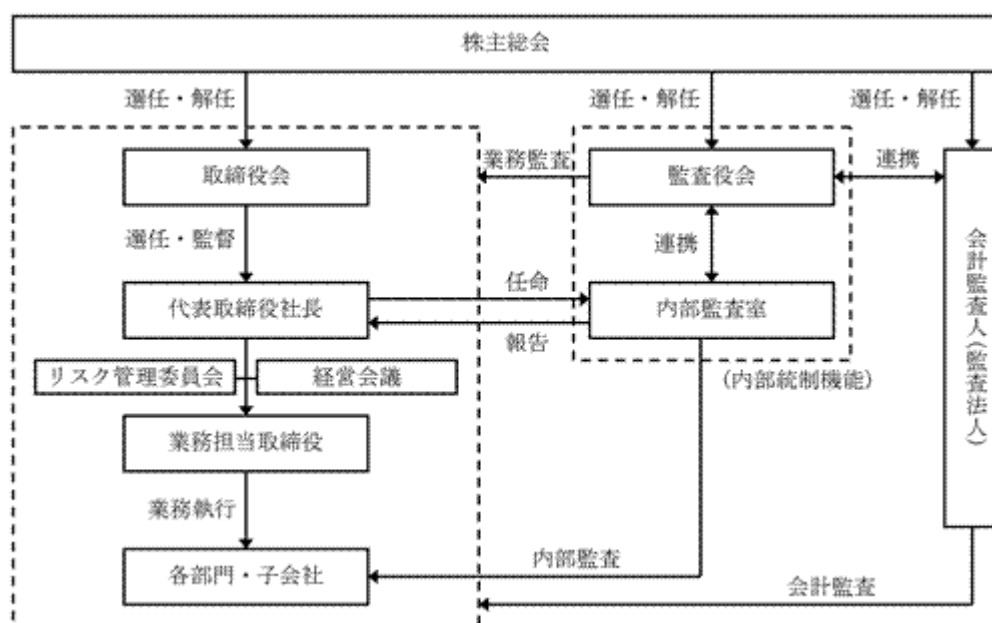 株主総会
選任・解任
選任・解任
選任・解任
取締役会
業務監査
監査役会
連携
選任・監督
連携
代表取締役社長
任命
報告
内部監査室
会計監査人(監査法人)
リスク管理委員会
経営会議
(内部統制機能)
業務担当取締役
業務執行
各部門・子会社
内部監査
会計監査